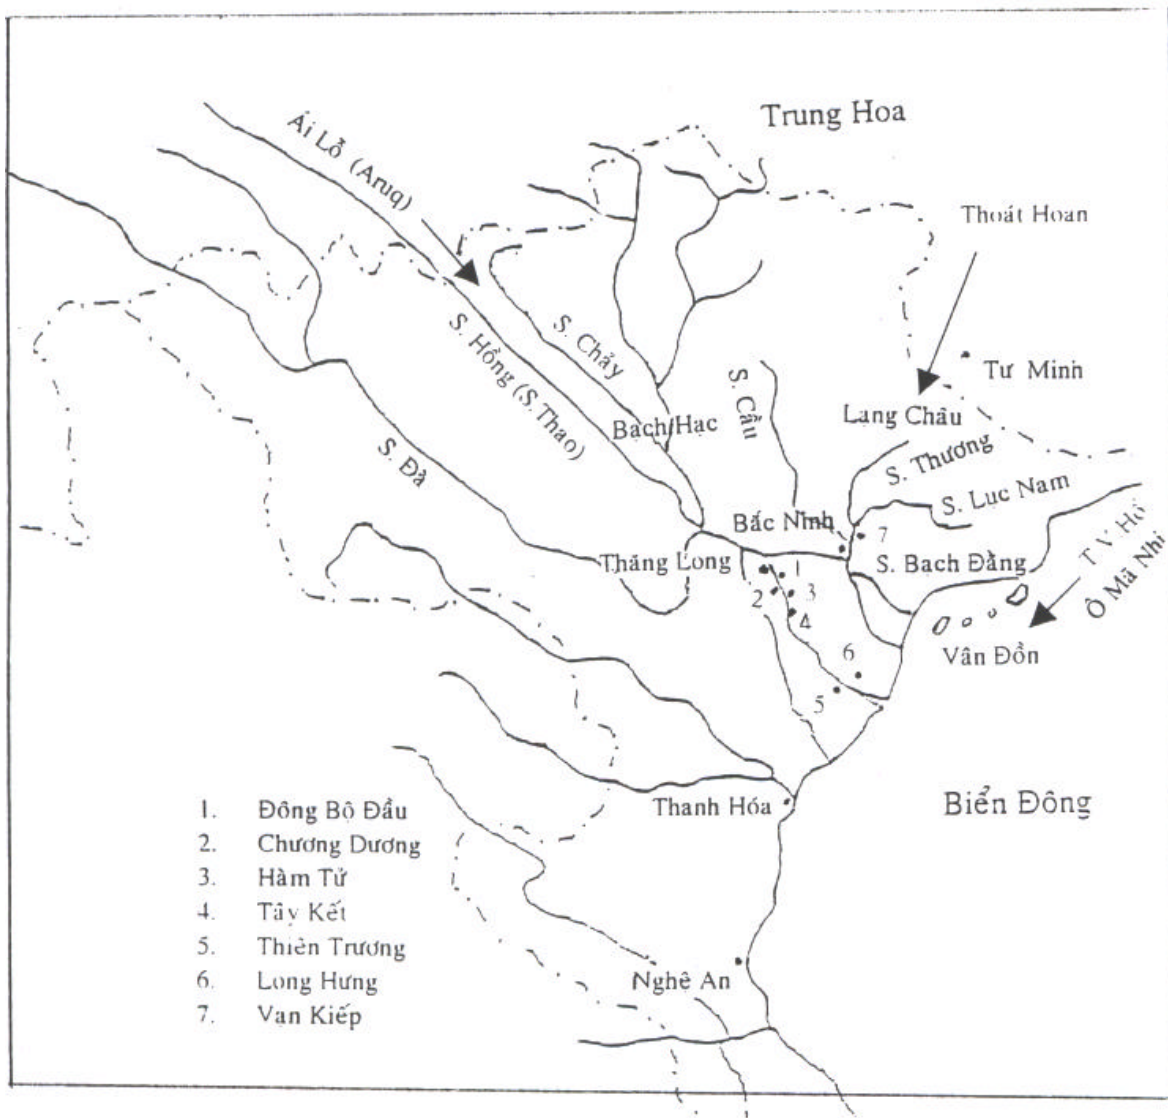 Trung Hoa
Ái Lỗ (Aruq)
Thoát Hoan
S. Hồng (S. Thao)
S. Chảy
Tư Minh
S. Cầu
Lạng Châu
Bạch Hạc
S. Thương
S. Đà
S. Lục Nam
Bắc Ninh
7
Thăng Long
S. Bạch Đằng
T.V. Hổ
Ô Mã Nhi
1
2
3
4
Vân Đồn
6
5
Thanh Hóa
Biển Đông
Nghê An
1. Đông Bộ Đầu
2. Chương Dương
3. Hàm Tử
4. Tây Kết
5. Thiên Trương
6. Long Hưng
7. Vạn Kiếp